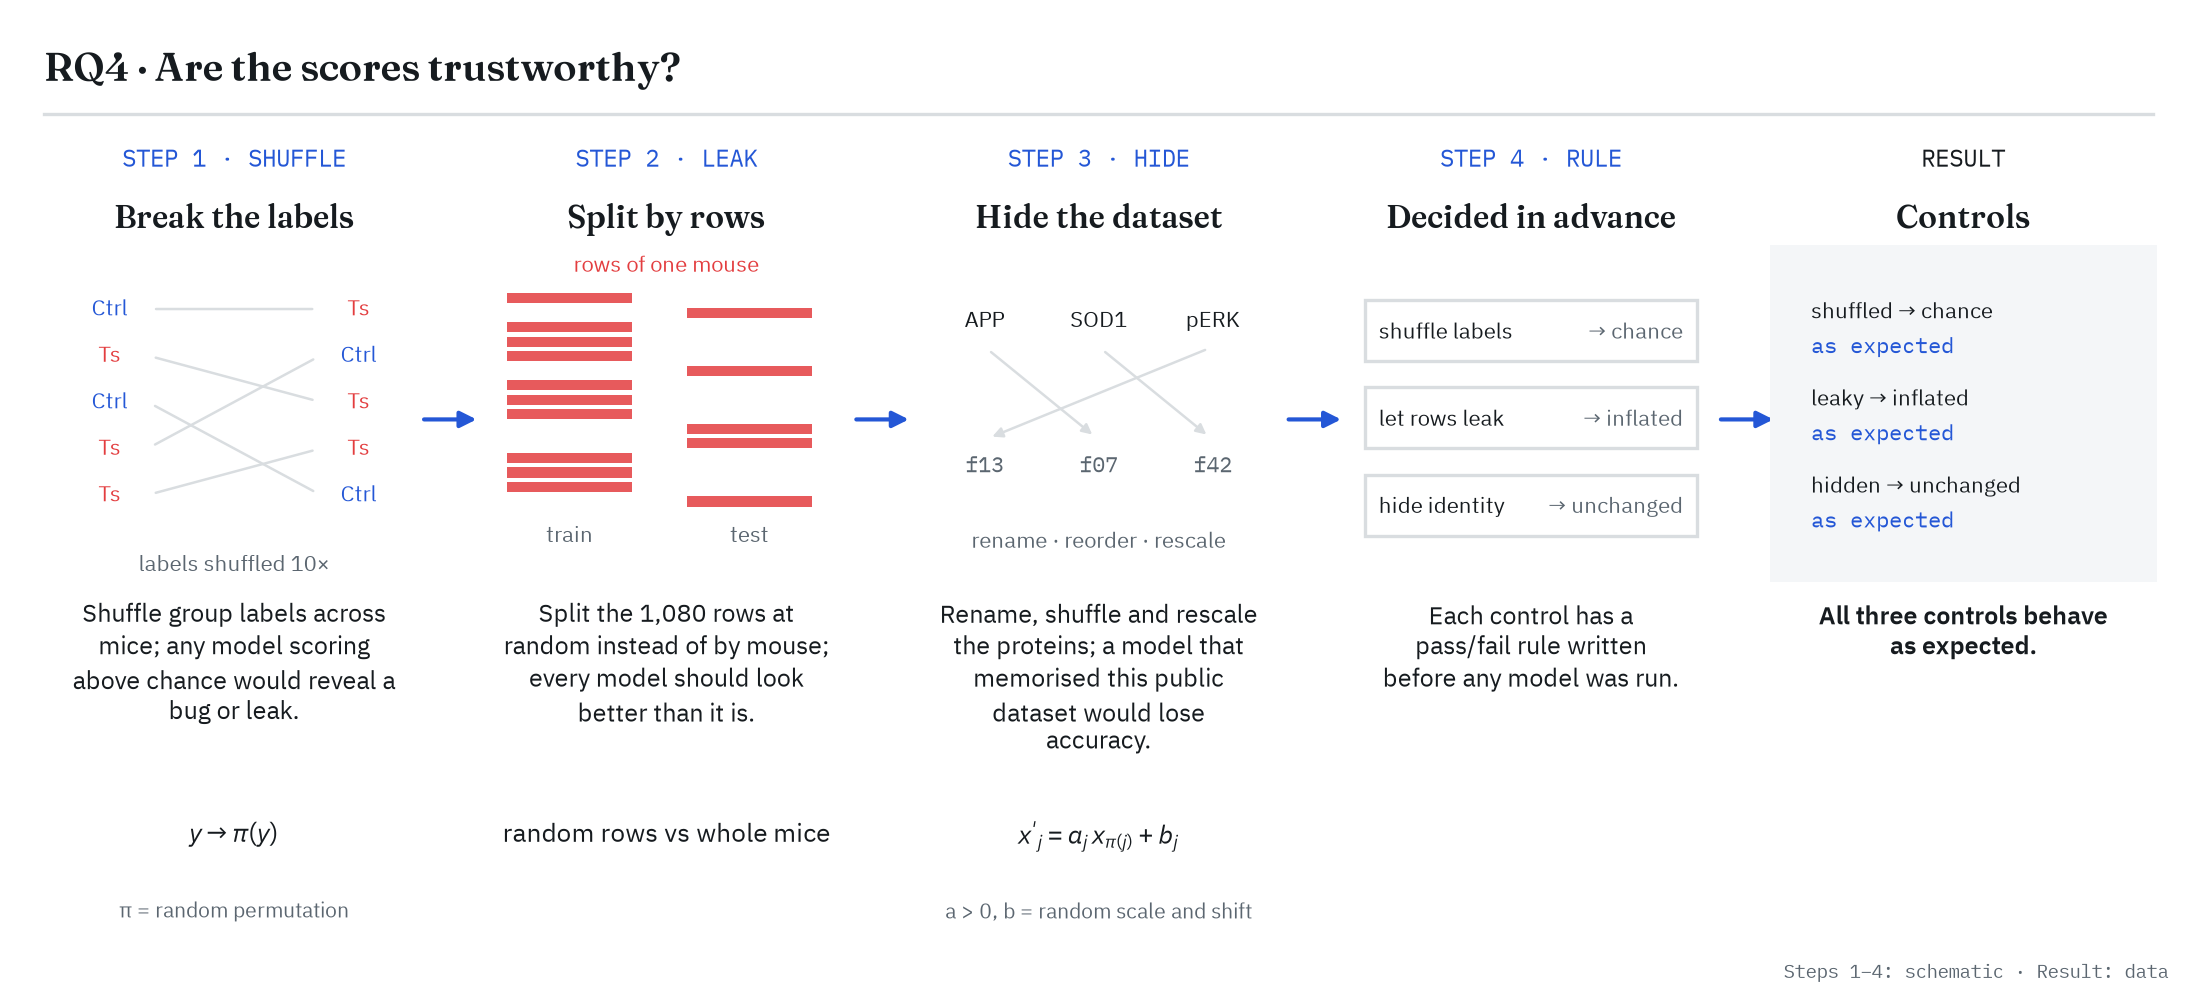 RQ4 · Are the scores trustworthy?
STEP 1 · SHUFFLE
Break the labels
Ctrl Ts
Ts Ctrl
Ctrl Ts
Ts Ts
Ts Ctrl
labels shuffled 10×
Shuffle group labels across
mice; any model scoring
above chance would reveal a
bug or leak.
y → π(y)
π = random permutation
STEP 2 · LEAK
Split by rows
rows of one mouse
train test
Split the 1,080 rows at
random instead of by mouse;
every model should look
better than it is.
random rows vs whole mice
STEP 3 · HIDE
Hide the dataset
APP SOD1 pERK
f13 f07 f42
rename · reorder · rescale
Rename, shuffle and rescale
the proteins; a model that
memorised this public
dataset would lose
accuracy.
x′j = aj xπ(j) + bj
a > 0, b = random scale and shift
STEP 4 · RULE
Decided in advance
shuffle labels → chance
let rows leak → inflated
hide identity → unchanged
Each control has a
pass/fail rule written
before any model was run.
RESULT
Controls
shuffled → chance
as expected
leaky → inflated
as expected
hidden → unchanged
as expected
All three controls behave
as expected.
Steps 1–4: schematic · Result: data